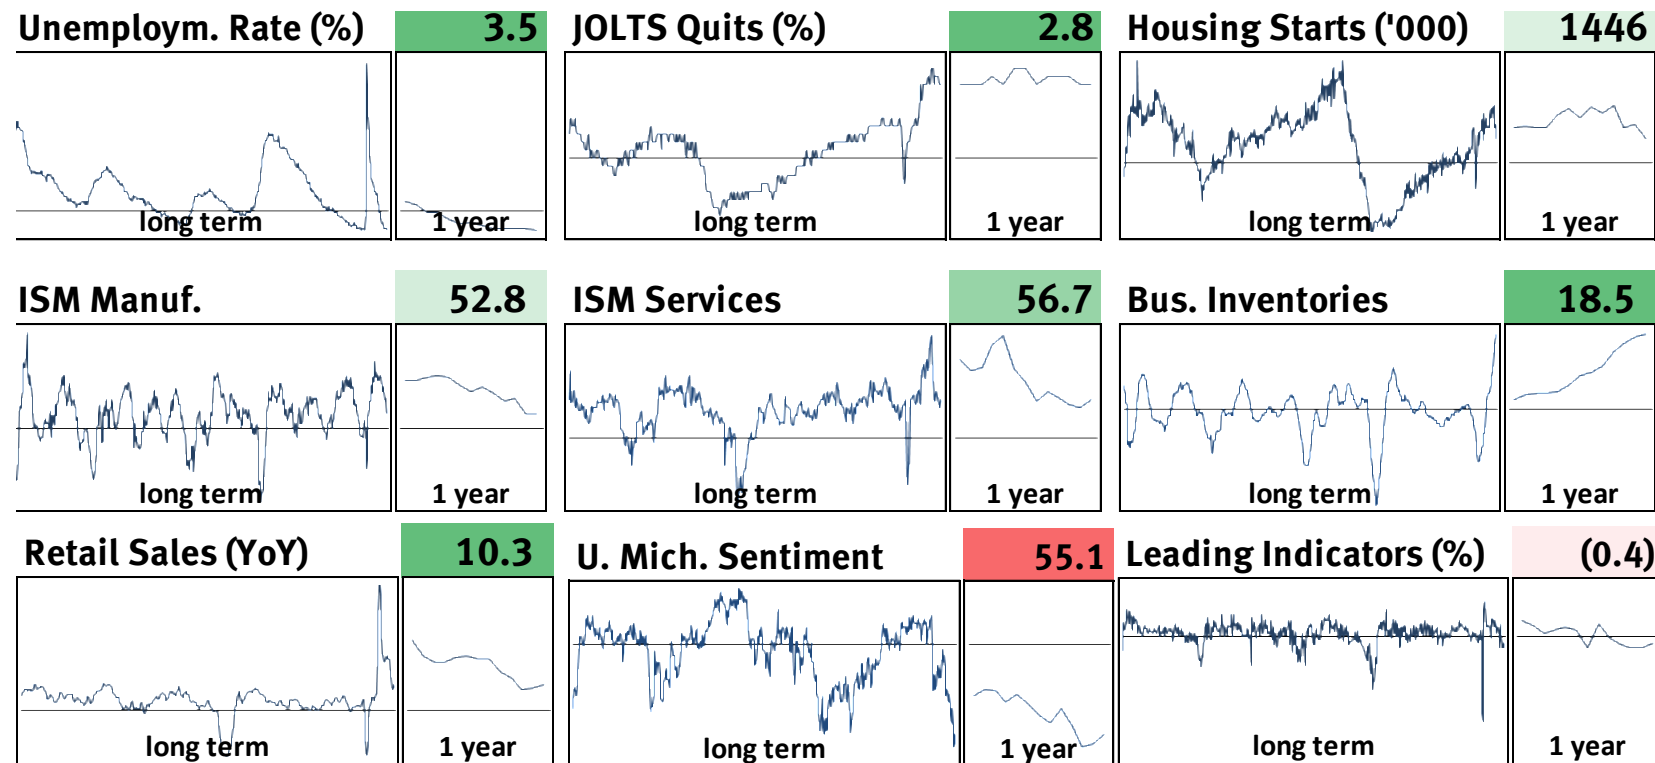 Unemploym. Rate (%) 3.5 JOLTS Quits (%) 2.8 Housing Starts ('000) 1446
long term 1 year long term 1 year long term 1 year
ISM Manuf. 52.8 ISM Services 56.7 Bus. Inventories 18.5
long term 1 year long term 1 year long term 1 year
Retail Sales (YoY) 10.3 U. Mich. Sentiment 55.1 Leading Indicators (%) (0.4)
long term 1 year long term 1 year long term 1 year